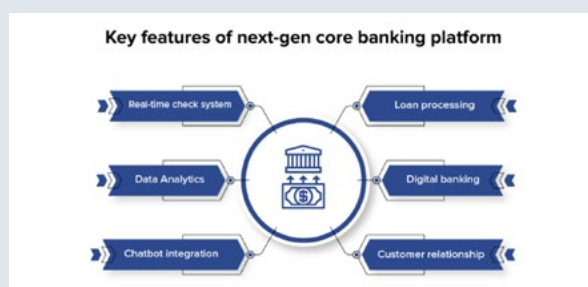 Key features of next-gen core banking platform
Real-time check system
Loan processing
Data Analytics
Digital banking
Chatbot integration
Customer relationship
$